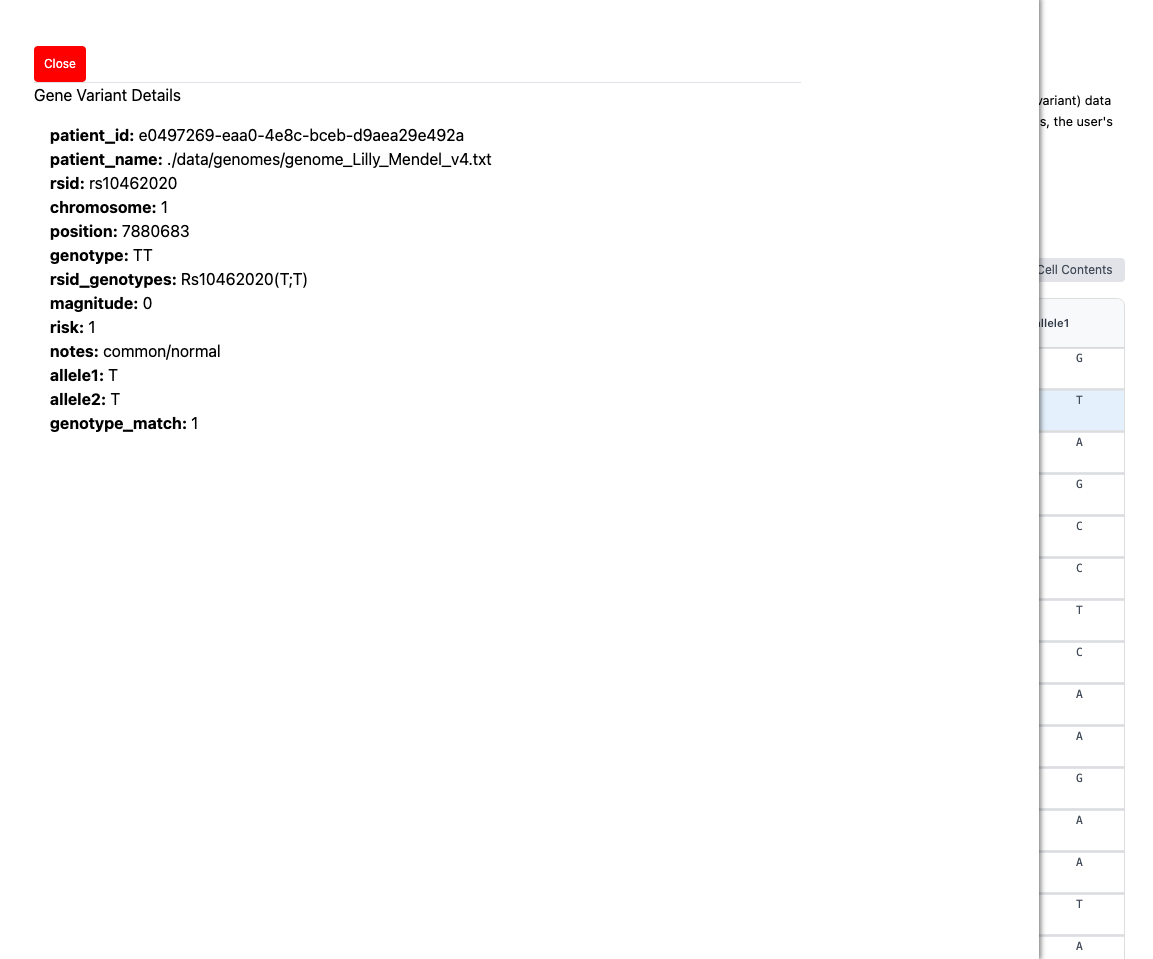 Close
Gene Variant Details
patient_id: e0497269-eaa0-4e8c-bceb-d9aea29e492a
patient_name: ./data/genomes/genome_Lilly_Mendel_v4.txt
rsid: rs10462020
chromosome: 1
position: 7880683
genotype: TT
rsid_genotypes: Rs10462020(T;T)
magnitude: 0
risk: 1
notes: common/normal
allele1: T
allele2: T
genotype_match: 1
variant) data
s, the user's
Cell Contents
allele1
G
T
A
G
C
C
T
C
A
A
G
A
A
T
A